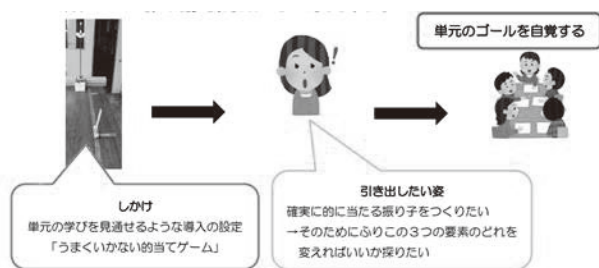 単元のゴールを自覚する
しかけ
単元の学びを見通せるような導入の設定
「うまくいかない的当てゲーム」
引き出したい姿
確実に的に当たる振り子をつくりたい
→そのためにふりこの３つの要素のどれを
変えればいいか探りたい